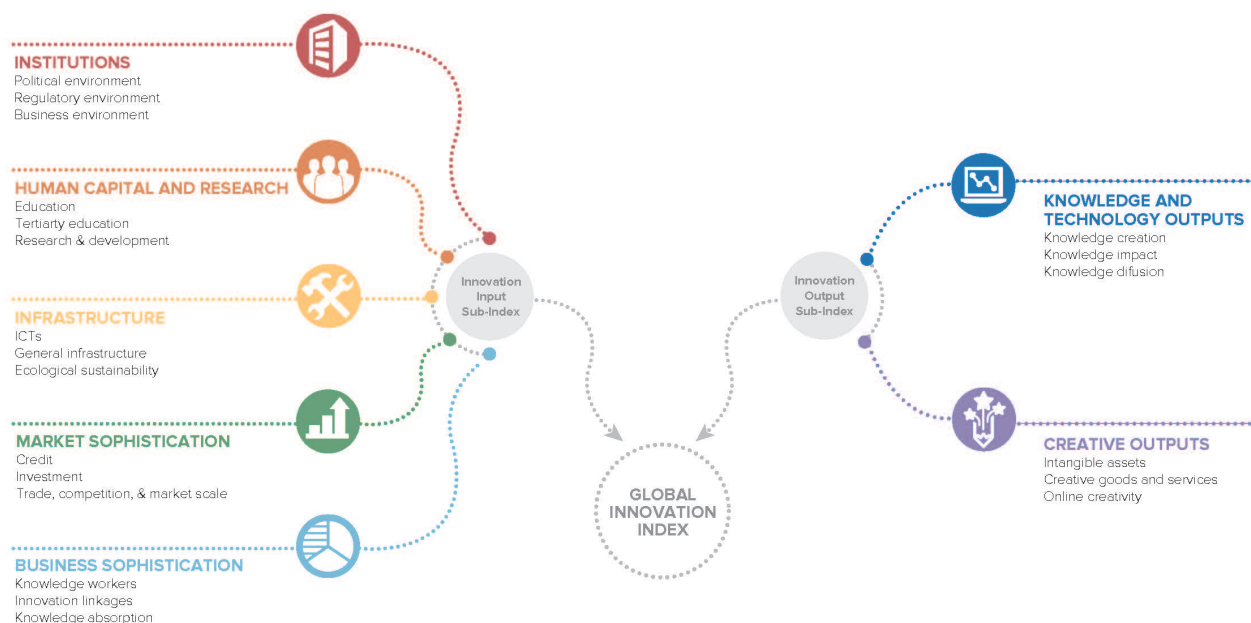 INSTITUTIONS
Political environment
Regulatory environment
Business environment
HUMAN CAPITAL AND RESEARCH
Education
Tertiarty education
Research & development
INFRASTRUCTURE
ICTs
General infrastructure
Ecological sustainability
MARKET SOPHISTICATION
Credit
Investment
Trade, competition, & market scale
BUSINESS SOPHISTICATION
Knowledge workers
Innovation linkages
Knowledge absorption
Innovation
Input
Sub-Index
GLOBAL
INNOVATION
INDEX
Innovation
Output
Sub-Index
KNOWLEDGE AND
TECHNOLOGY OUTPUTS
Knowledge creation
Knowledge impact
Knowledge difusion
CREATIVE OUTPUTS
Intangible assets
Creative goods and services
Online creativity